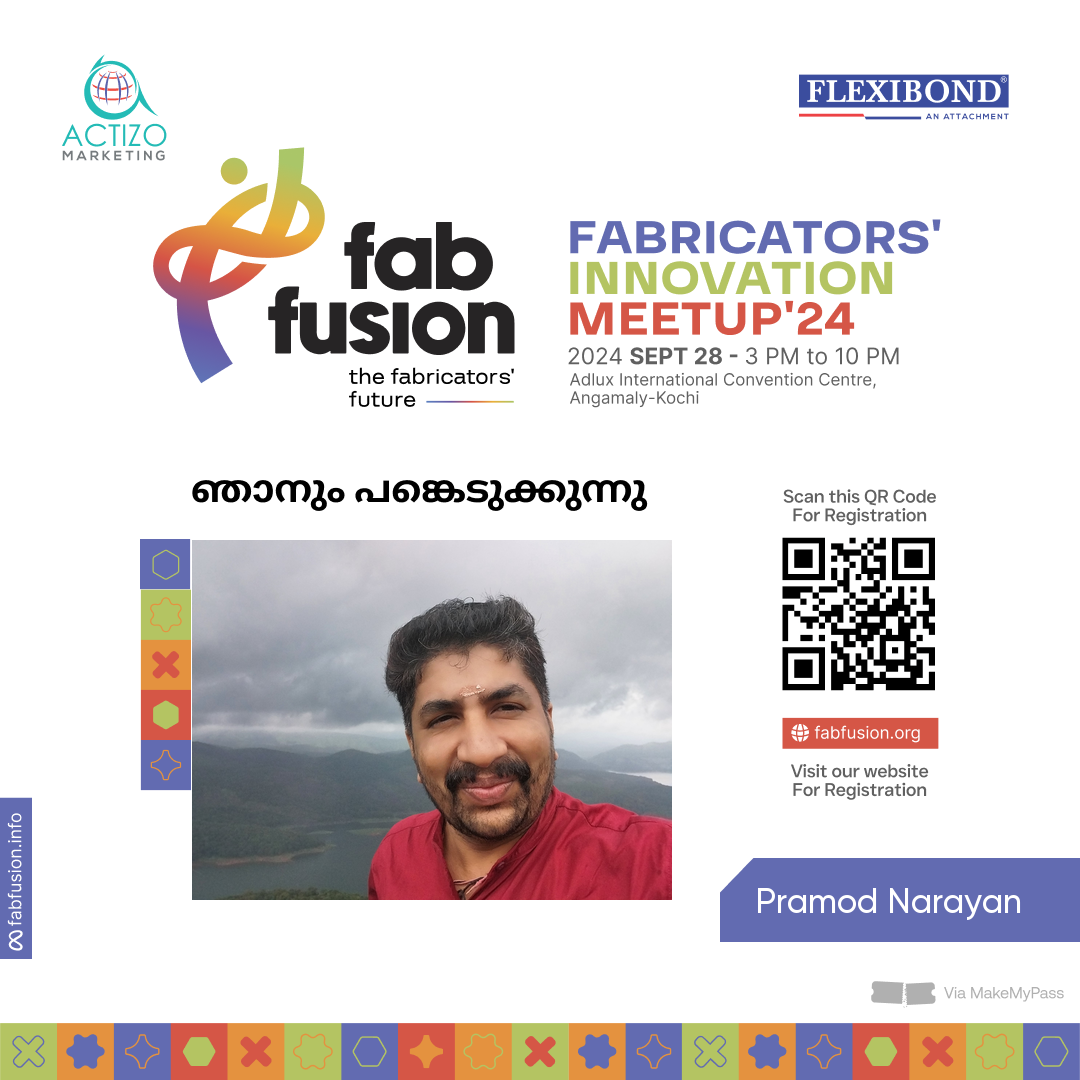 ACTIZO
MARKETING
FLEXIBOND®
AN ATTACHMENT
fab
fusion
the fabricators'
future
FABRICATORS'
INNOVATION
MEETUP'24
2024 SEPT 28 - 3 PM to 10 PM
Adlux International Convention Centre,
Angamaly-Kochi
ഞാനും പങ്കെടുക്കുന്നു
Scan this QR Code
For Registration
fabfusion.org
Visit our website
For Registration
fabfusion.info
Pramod Narayan
Via MakeMyPass